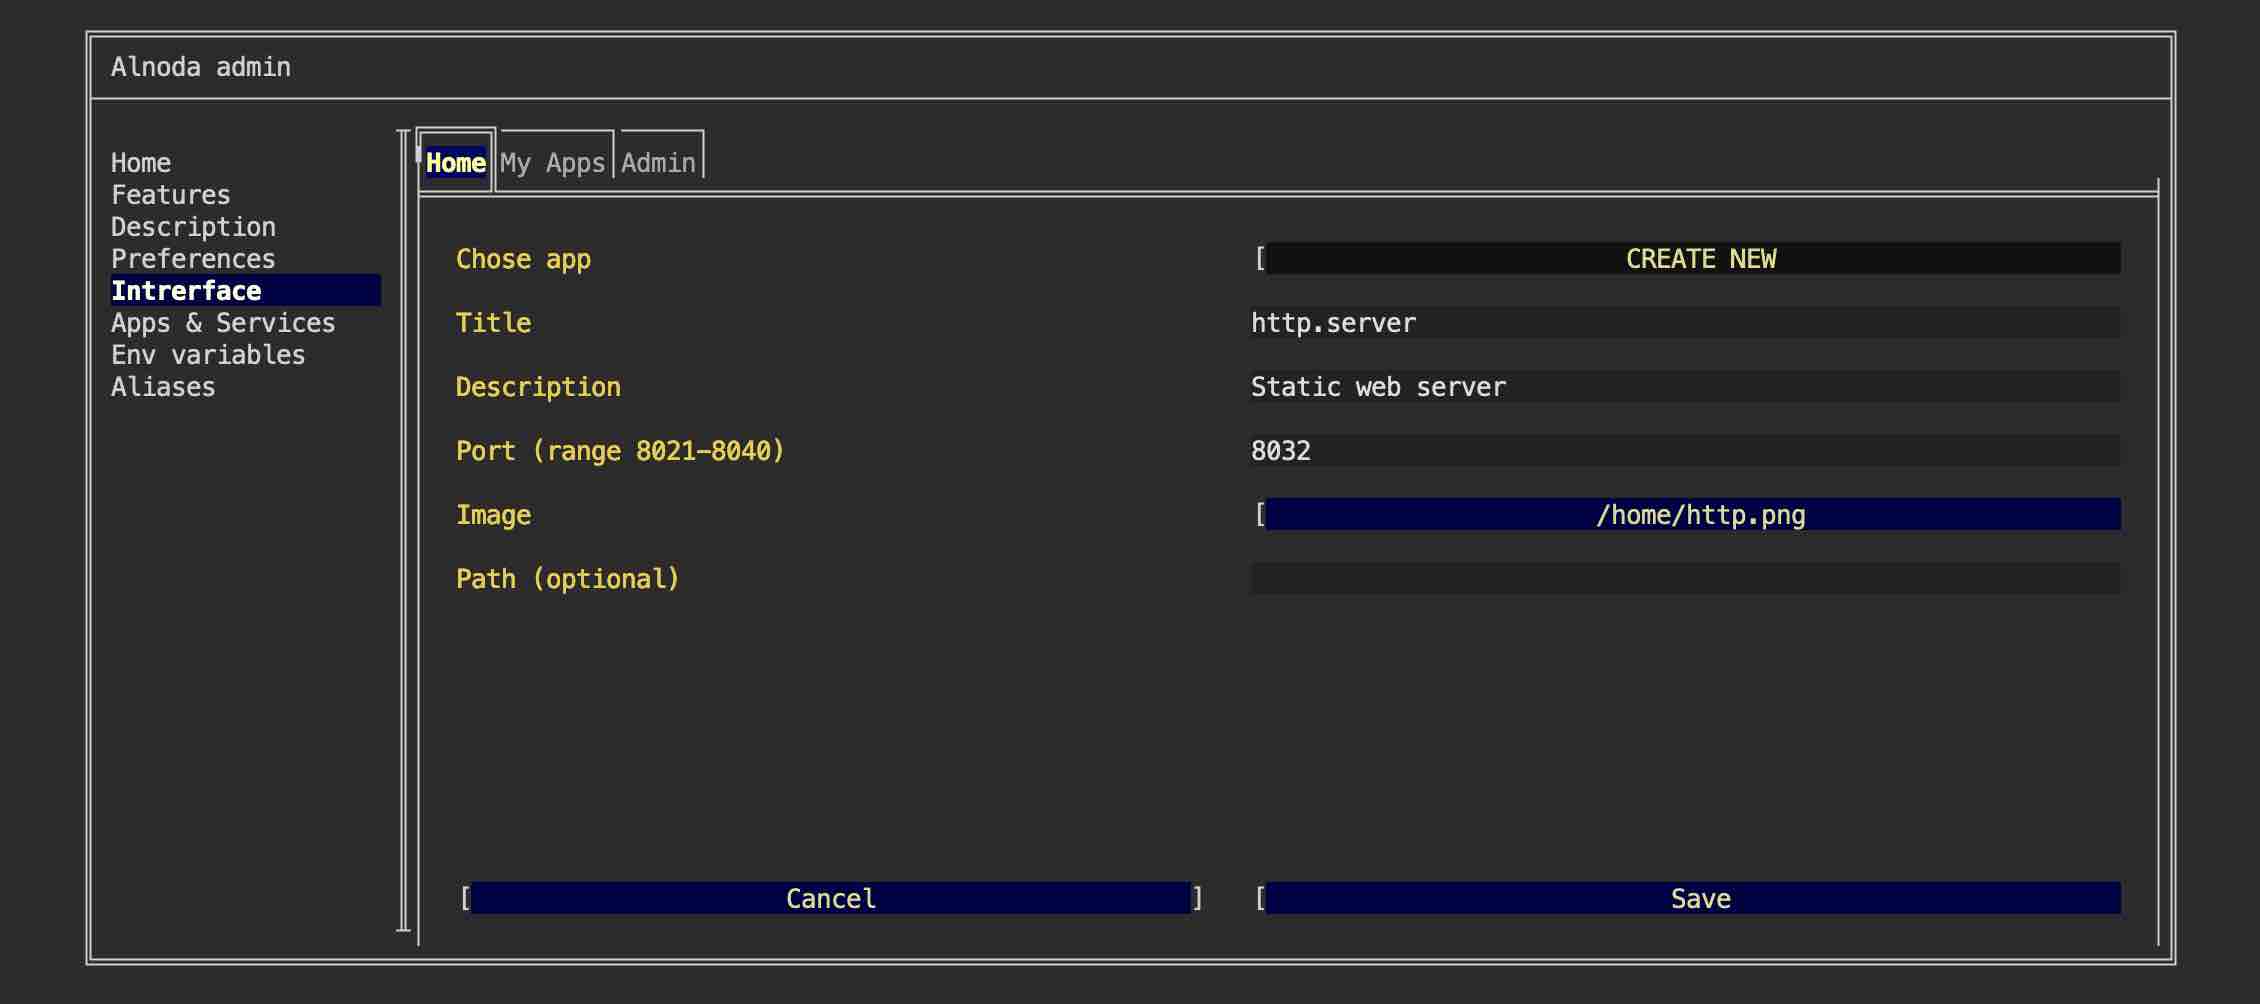 Alnoda admin
Home
Features
Description
Preferences
Intrerface
Apps & Services
Env variables
Aliases
Home My Apps Admin
Chose app [ CREATE NEW
Title http.server
Description Static web server
Port (range 8021-8040) 8032
Image [ /home/http.png
Path (optional)
[ Cancel ] [ Save